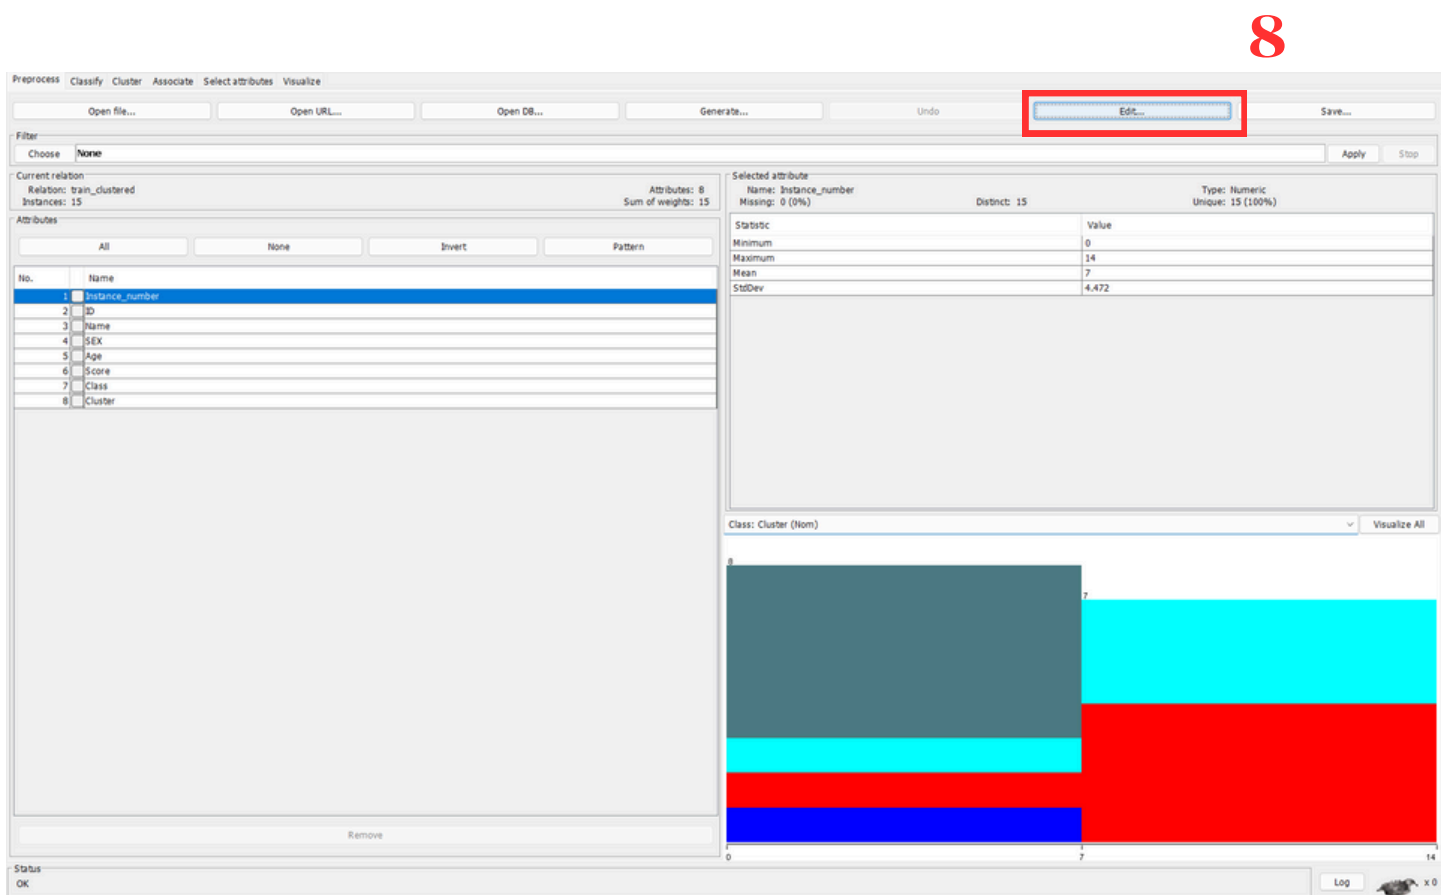 8
Preprocess Classify Cluster Associate Select attributes Visualize
Open file... Open URL... Open DB... Generate... Undo Edit... Save...
Filter
Choose None Apply Stop
Current relation
Relation: train_clustered Attributes: 8
Instances: 15 Sum of weights: 15
Attributes
All None Invert Pattern
No. Name
1 Instance_number
2 ID
3 Name
4 SEX
5 Age
6 Score
7 Class
8 Cluster
Remove
Selected attribute
Name: Instance_number Type: Numeric
Missing: 0 (0%) Distinct: 15 Unique: 15 (100%)
Statistic Value
Minimum 0
Maximum 14
Mean 7
StdDev 4.472
Class: Cluster (Nom) Visualize All
8
7
0 7 14
Status
OK Log x 0